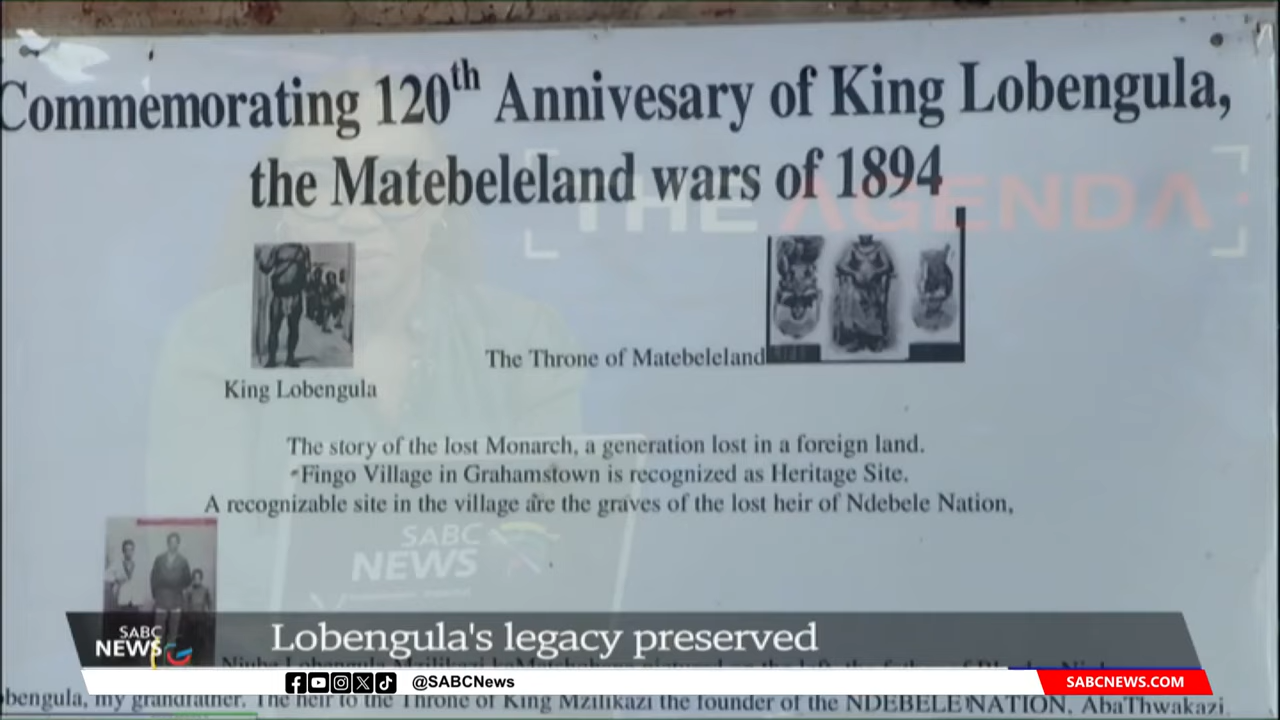 Commemorating 120th Annivesary of King Lobengula,
the Matebeleland wars of 1894
THE AGENDA
The Throne of Matebeleland
King Lobengula
The story of the lost Monarch, a generation lost in a foreign land.
Fingo Village in Grahamstown is recognized as Heritage Site.
A recognizable site in the village are the graves of the lost heir of Ndebele Nation,
SABC
NEWS
SABC
NEWS
Lobengula's legacy preserved
@SABCNews
SABCNEWS.COM
bengula, my grandfather. The heir to the Throne of King Mzilikazi the founder of the NDEBELE NATION, AbaThwakazi.